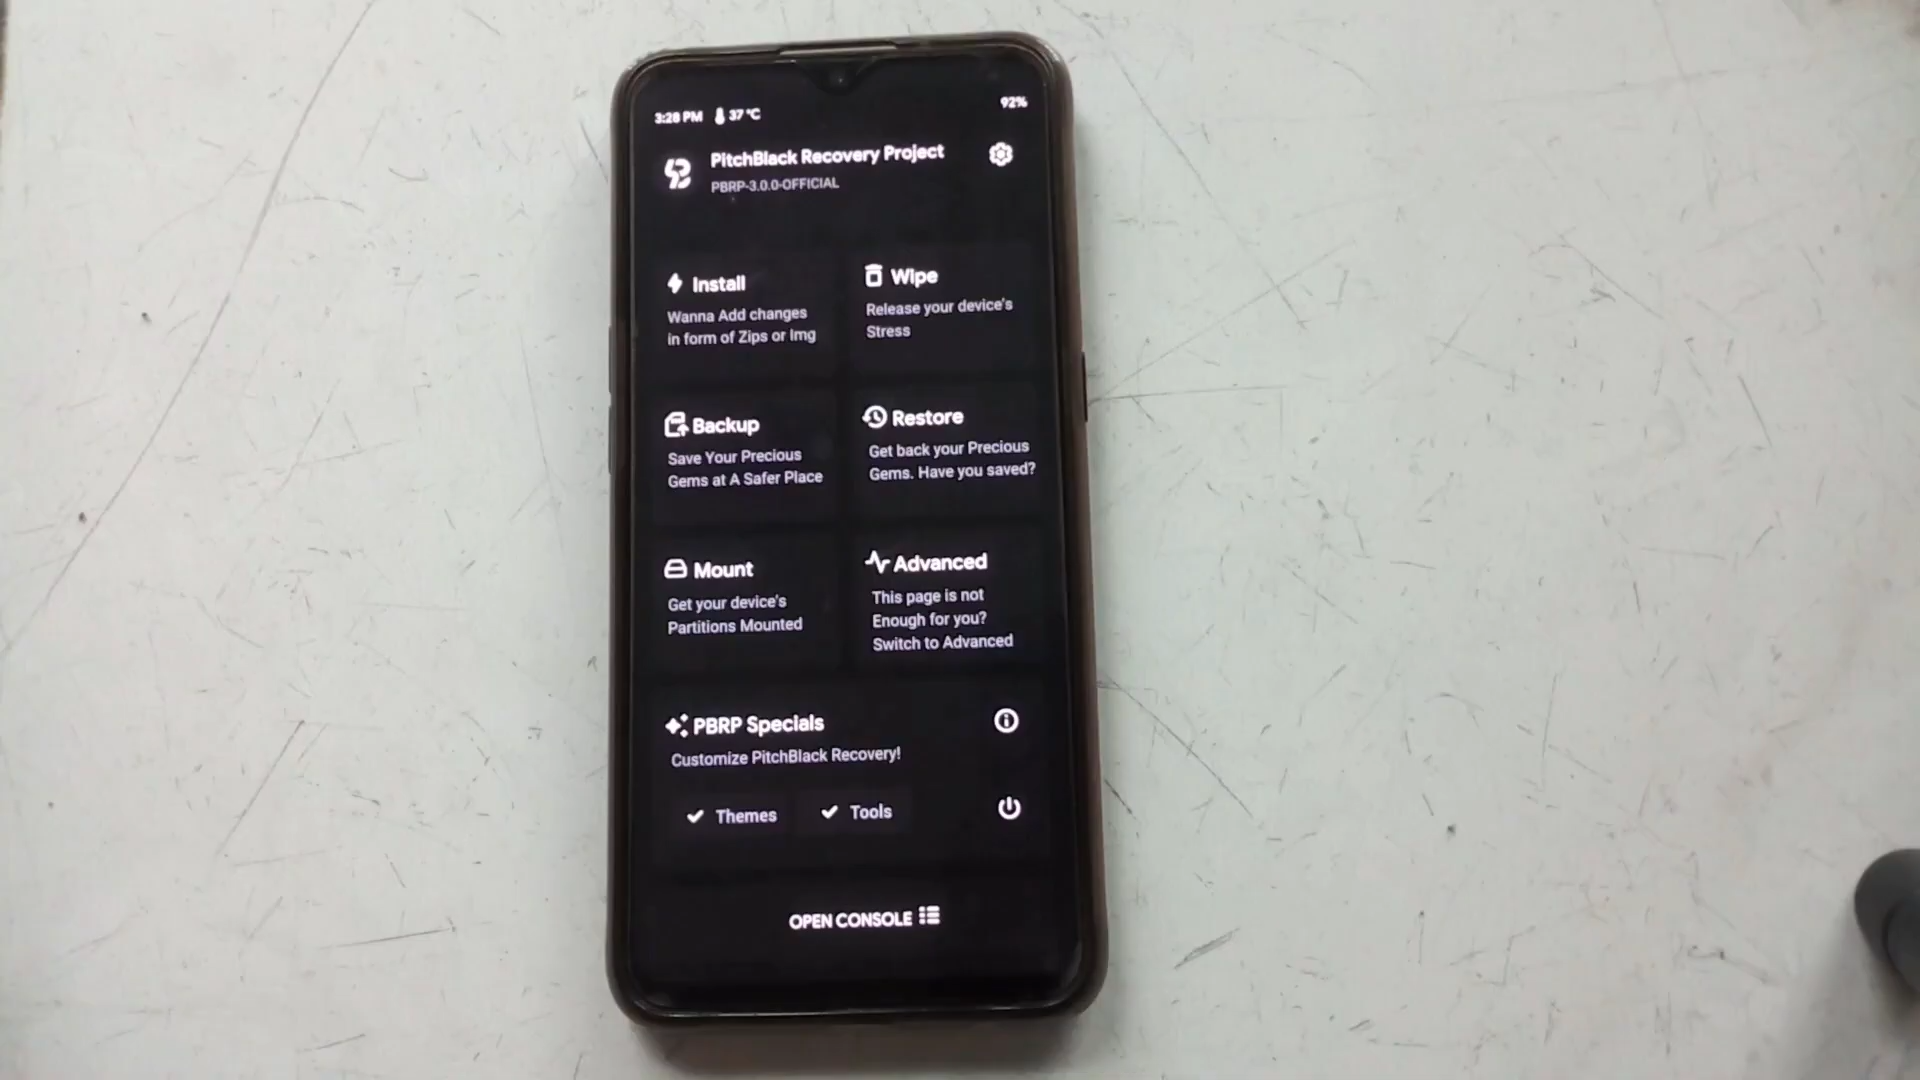 3:28 PM 37 °C 92%
PitchBlack Recovery Project
PBRP-3.0.0-OFFICIAL
Install
Wanna Add changes
in form of Zips or Img
Wipe
Release your device's
Stress
Backup
Save Your Precious
Gems at A Safer Place
Restore
Get back your Precious
Gems. Have you saved?
Mount
Get your device's
Partitions Mounted
Advanced
This page is not
Enough for you?
Switch to Advanced
PBRP Specials
Customize PitchBlack Recovery!
Themes
Tools
OPEN CONSOLE